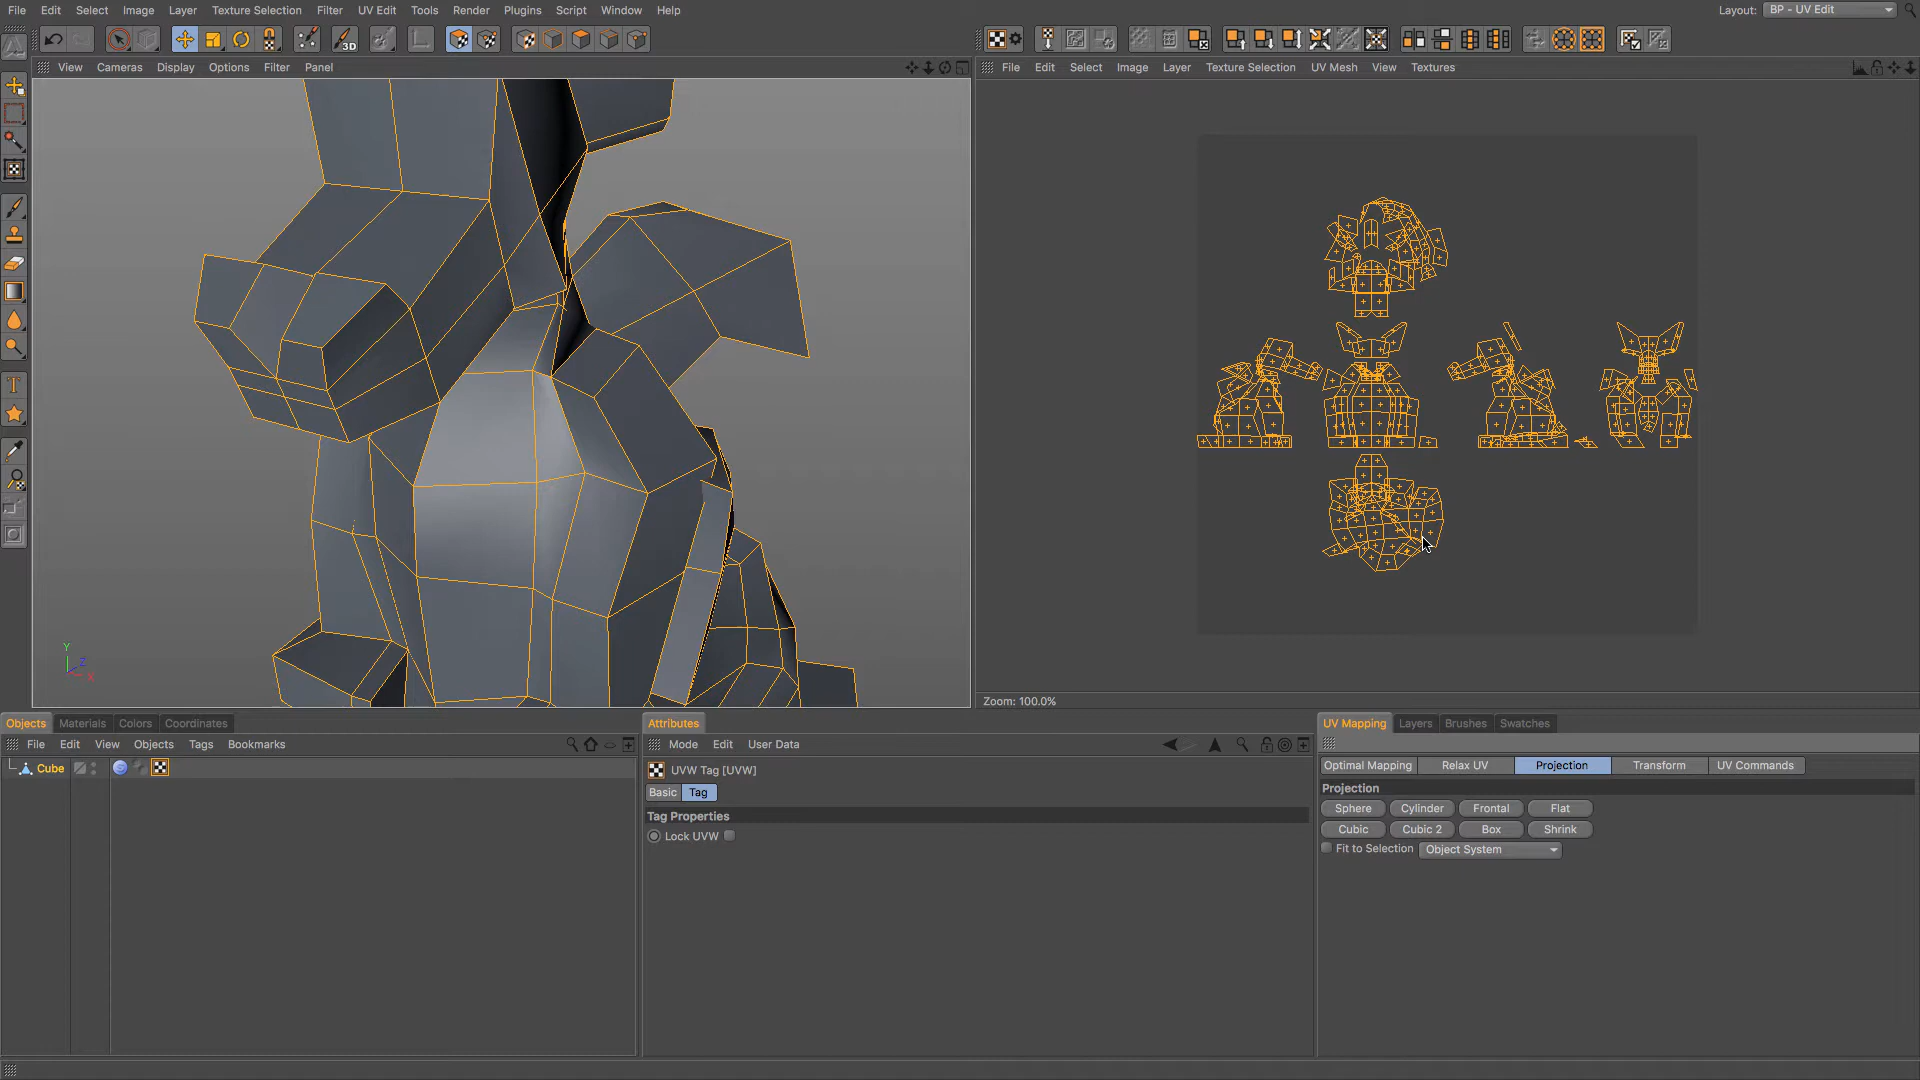 File Edit Select Image Layer Texture Selection Filter UV Edit Tools Render Plugins Script Window Help
Layout: BP - UV Edit
3D
View Cameras Display Options Filter Panel
File Edit Select Image Layer Texture Selection UV Mesh View Textures
T
Y
Z
X
Zoom: 100.0%
Objects Materials Colors Coordinates
File Edit View Objects Tags Bookmarks
Cube
Attributes
Mode Edit User Data
UVW Tag [UVW]
Basic Tag
Tag Properties
Lock UVW
UV Mapping Layers Brushes Swatches
Optimal Mapping Relax UV Projection Transform UV Commands
Projection
Sphere Cylinder Frontal Flat
Cubic Cubic 2 Box Shrink
Fit to Selection Object System